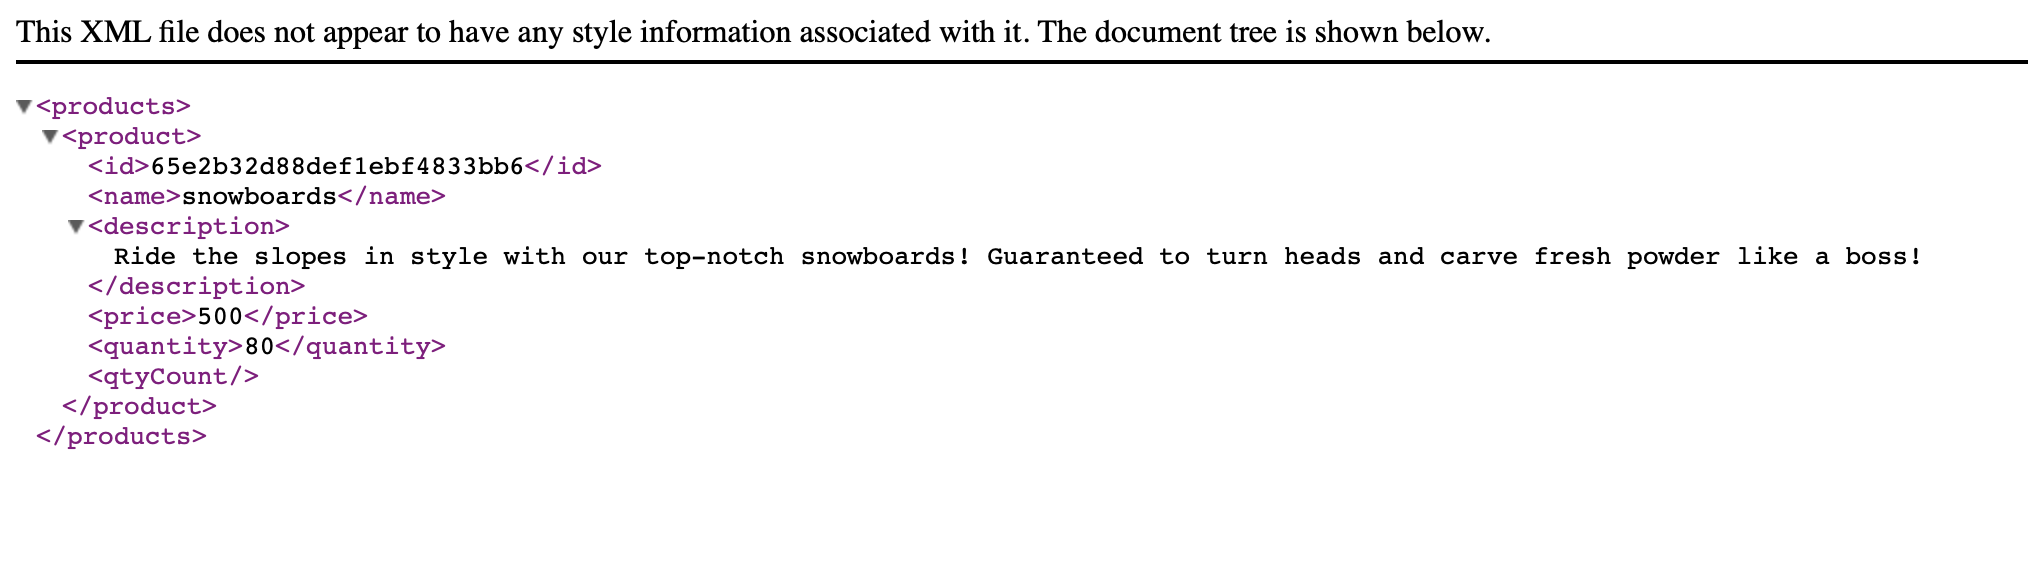 This XML file does not appear to have any style information associated with it. The document tree is shown below.
<products>
<product>
<id>65e2b32d88def1ebf4833bb6</id>
<name>snowboards</name>
<description>
Ride the slopes in style with our top-notch snowboards! Guaranteed to turn heads and carve fresh powder like a boss!
</description>
<price>500</price>
<quantity>80</quantity>
<qtyCount/>
</product>
</products>